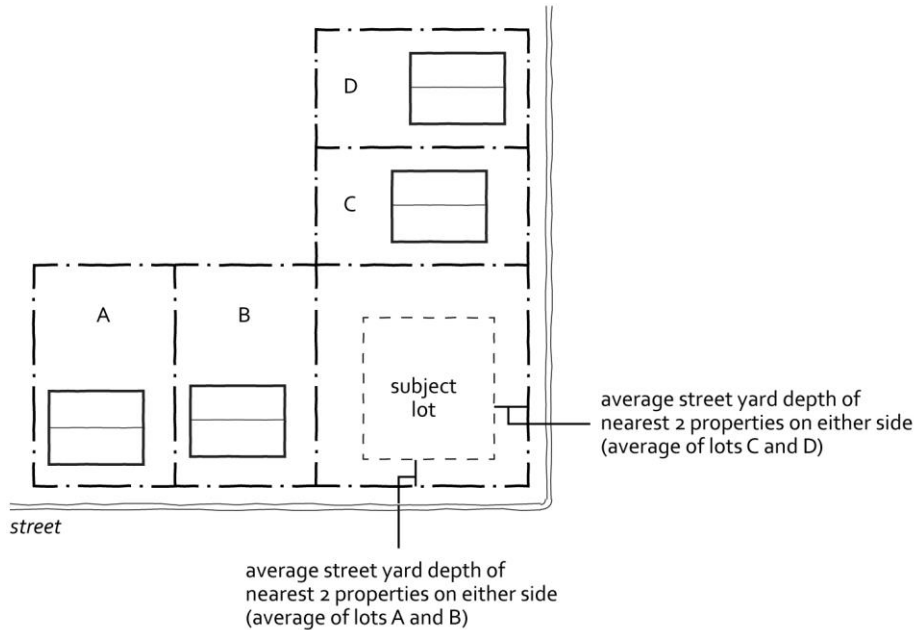 D
C
A
B
subject
lot
average street yard depth of
nearest 2 properties on either side
(average of lots C and D)
street
average street yard depth of
nearest 2 properties on either side
(average of lots A and B)